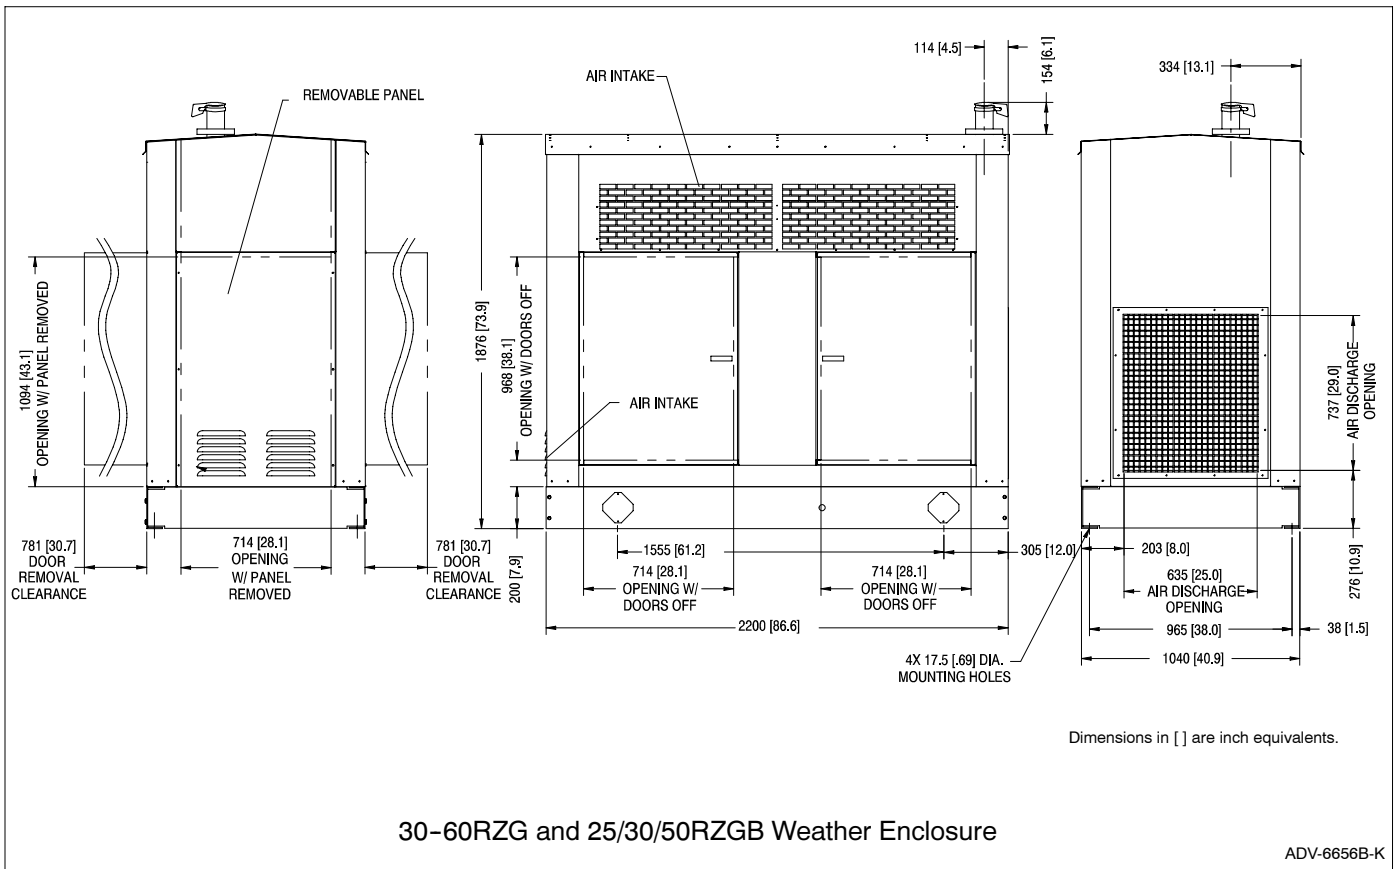 REMOVABLE PANEL
1094 [43.1]
OPENING W/ PANEL REMOVED
781 [30.7]
DOOR
REMOVAL
CLEARANCE
714 [28.1]
OPENING
W/ PANEL
REMOVED
781 [30.7]
DOOR
REMOVAL
CLEARANCE
AIR INTAKE
114 [4.5]
154 [6.1]
1876 [73.9]
968 [38.1]
OPENING W/ DOORS OFF
AIR INTAKE
200 [7.9]
1555 [61.2]
305 [12.0]
714 [28.1]
OPENING W/
DOORS OFF
714 [28.1]
OPENING W/
DOORS OFF
2200 [86.6]
334 [13.1]
737 [29.0]
AIR DISCHARGE
OPENING
276 [10.9]
203 [8.0]
635 [25.0]
AIR DISCHARGE
OPENING
965 [38.0]
38 [1.5]
1040 [40.9]
4X 17.5 [.69] DIA.
MOUNTING HOLES
Dimensions in [ ] are inch equivalents.
30-60RZG and 25/30/50RZGB Weather Enclosure
ADV-6656B-K